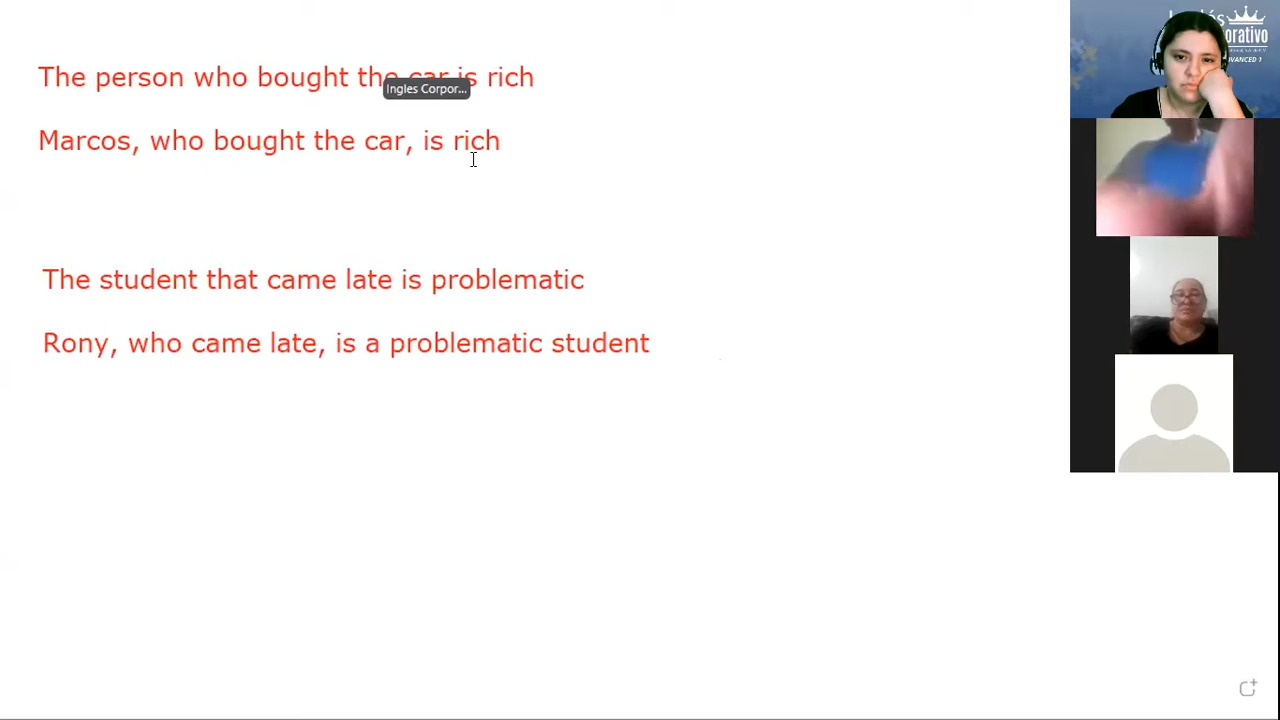 The person who bought the car is rich
Ingles Corpor...
Marcos, who bought the car, is rich
The student that came late is problematic
Rony, who came late, is a problematic student